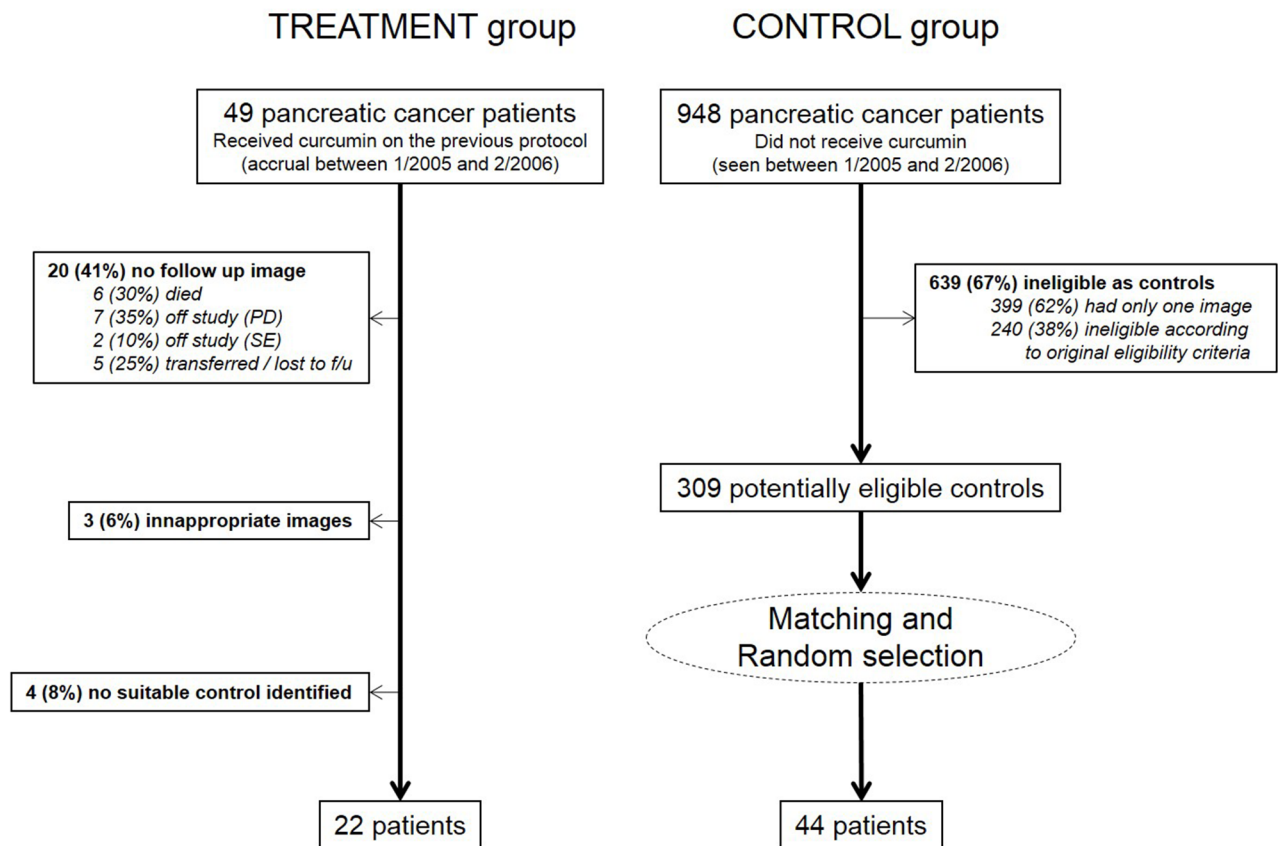 TREATMENT group
49 pancreatic cancer patients
Received curcumin on the previous protocol
(accrual between 1/2005 and 2/2006)
20 (41%) no follow up image
6 (30%) died
7 (35%) off study (PD)
2 (10%) off study (SE)
5 (25%) transferred / lost to f/u
3 (6%) innappropriate images
4 (8%) no suitable control identified
22 patients
CONTROL group
948 pancreatic cancer patients
Did not receive curcumin
(seen between 1/2005 and 2/2006)
639 (67%) ineligible as controls
399 (62%) had only one image
240 (38%) ineligible according
to original eligibility criteria
309 potentially eligible controls
Matching and
Random selection
44 patients